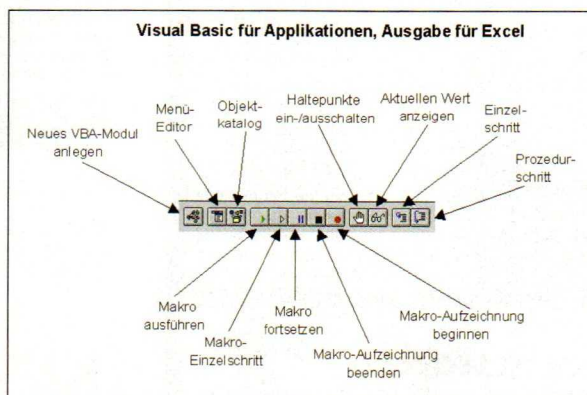 Visual Basic für Applikationen, Ausgabe für Excel
Neues VBA-Modul
anlegen
Menü-
Editor
Objekt-
katalog
Haltepunkte
ein-/ausschalten
Aktuellen Wert
anzeigen
Einzel-
schritt
Prozedur-
schritt
Makro
ausführen
Makro-
Einzelschritt
Makro
fortsetzen
Makro-Aufzeichnung
beenden
Makro-Aufzeichnung
beginnen